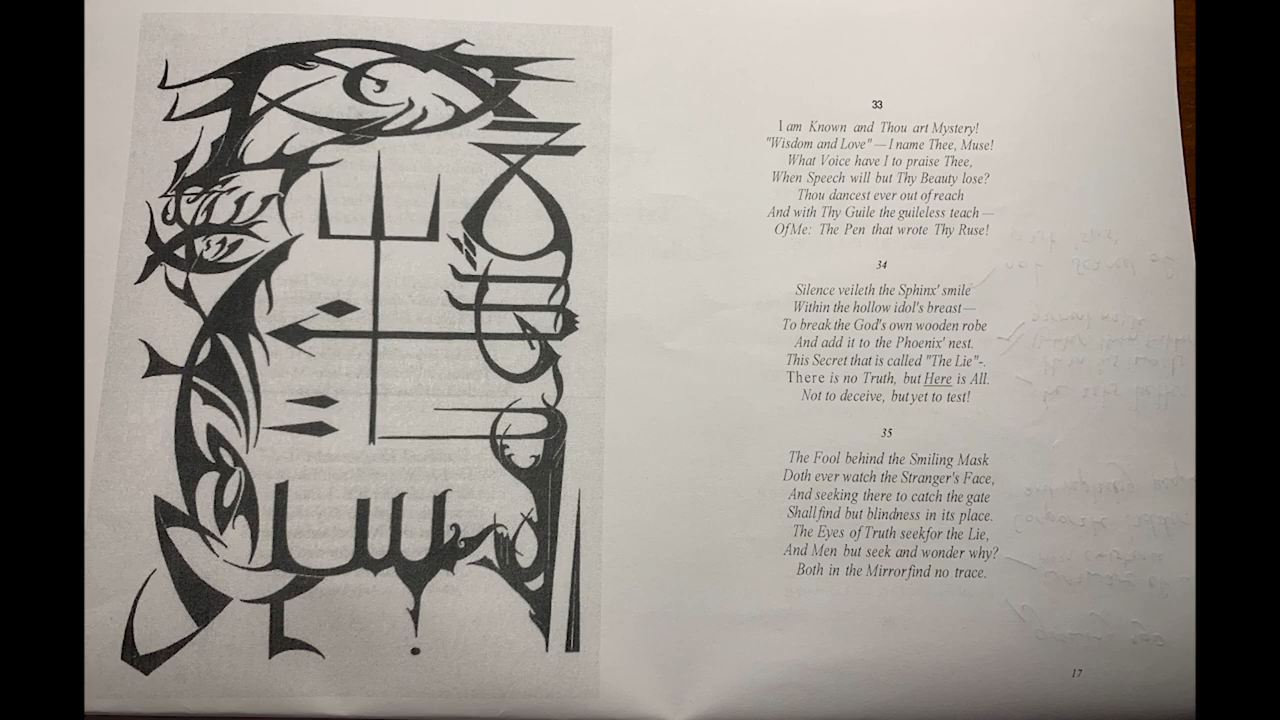 33
I am Known and Thou art Mystery!
"Wisdom and Love" — I name Thee, Muse!
What Voice have I to praise Thee,
When Speech will but Thy Beauty lose?
Thou dancest ever out of reach
And with Thy Guile the guileless teach —
Of Me: The Pen that wrote Thy Ruse!
34
Silence veileth the Sphinx' smile
Within the hollow idol's breast —
To break the God's own wooden robe
And add it to the Phoenix' nest.
This Secret that is called "The Lie"-.
There is no Truth, but Here is All.
Not to deceive, but yet to test!
35
The Fool behind the Smiling Mask
Doth ever watch the Stranger's Face,
And seeking there to catch the gate
Shall find but blindness in its place.
The Eyes of Truth seek for the Lie,
And Men but seek and wonder why?
Both in the Mirror find no trace.
17